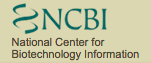 NCBI
National Center for
Biotechnology Information